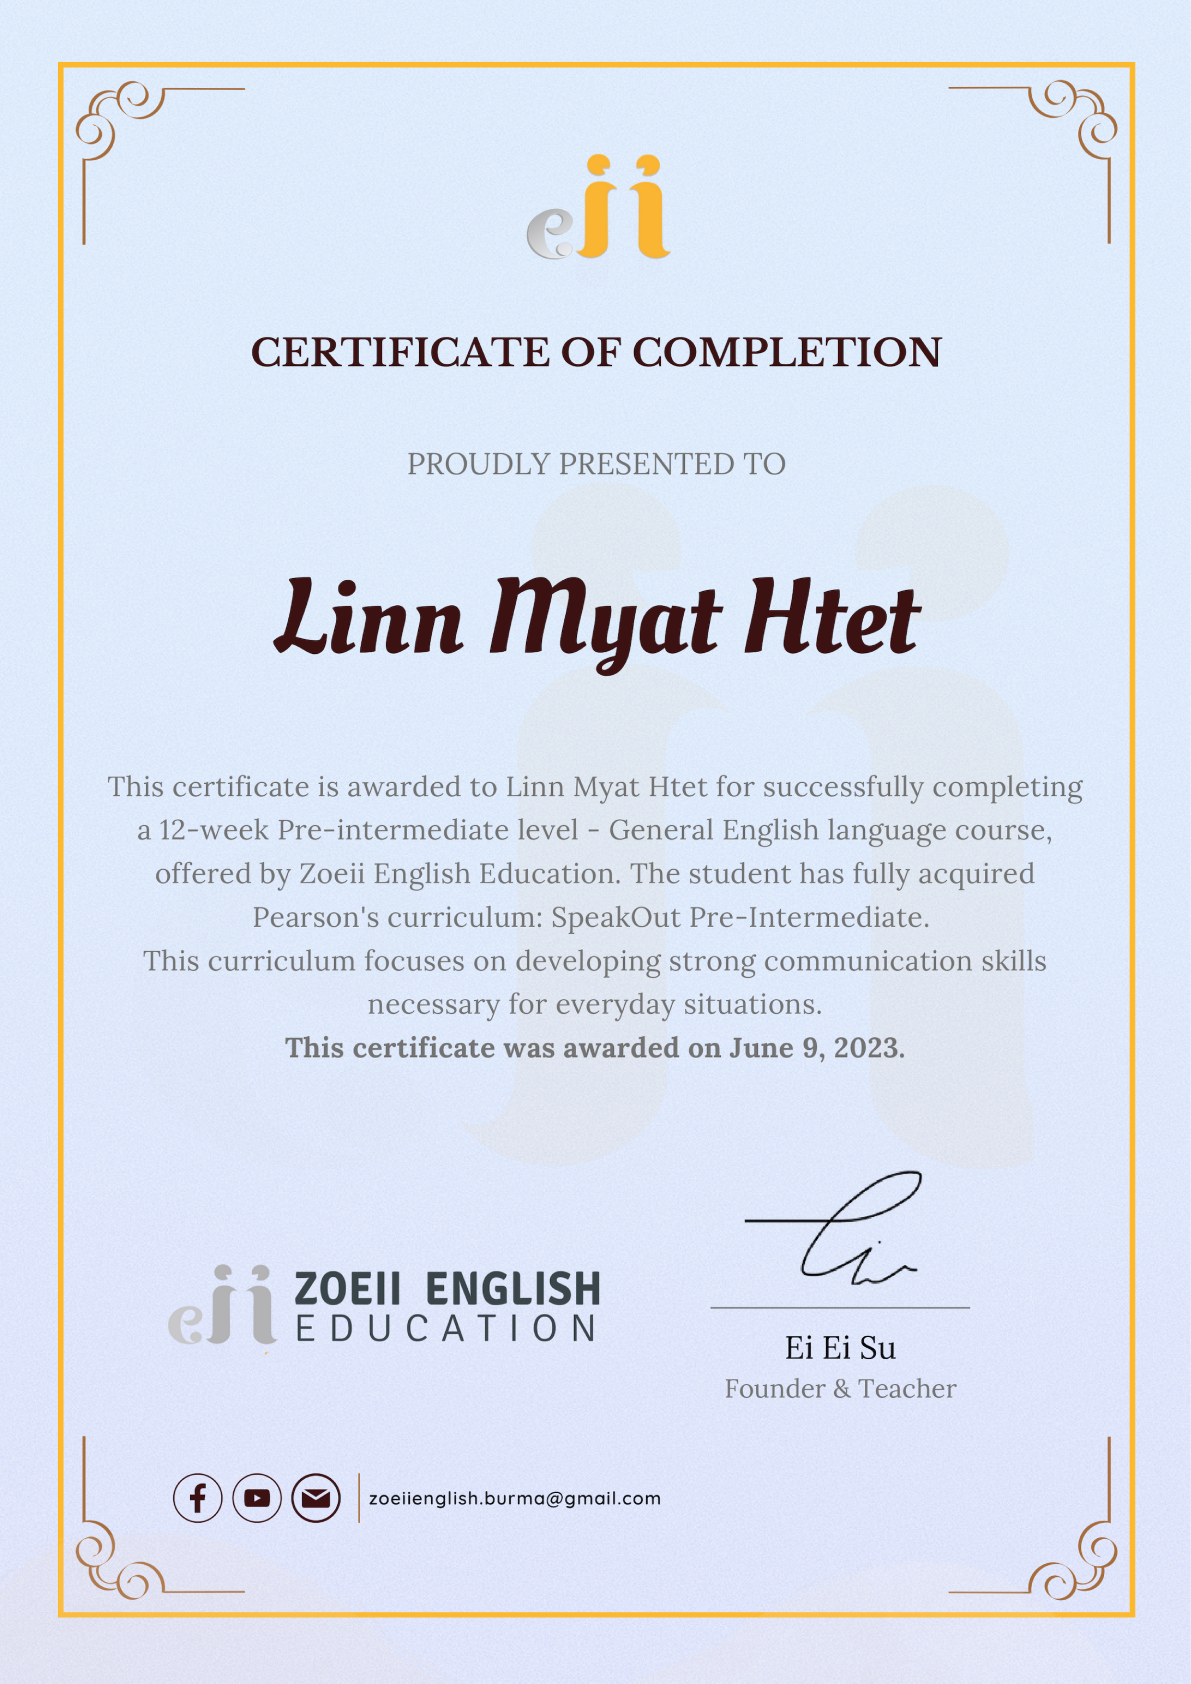 eii
CERTIFICATE OF COMPLETION
PROUDLY PRESENTED TO
Linn Myat Htet
This certificate is awarded to Linn Myat Htet for successfully completing
a 12-week Pre-intermediate level - General English language course,
offered by Zoeii English Education. The student has fully acquired
Pearson's curriculum: SpeakOut Pre-Intermediate.
This curriculum focuses on developing strong communication skills
necessary for everyday situations.
This certificate was awarded on June 9, 2023.
eii ZOEII ENGLISH
EDUCATION
Ei Ei Su
Founder & Teacher
zoeiienglish.burma@gmail.com